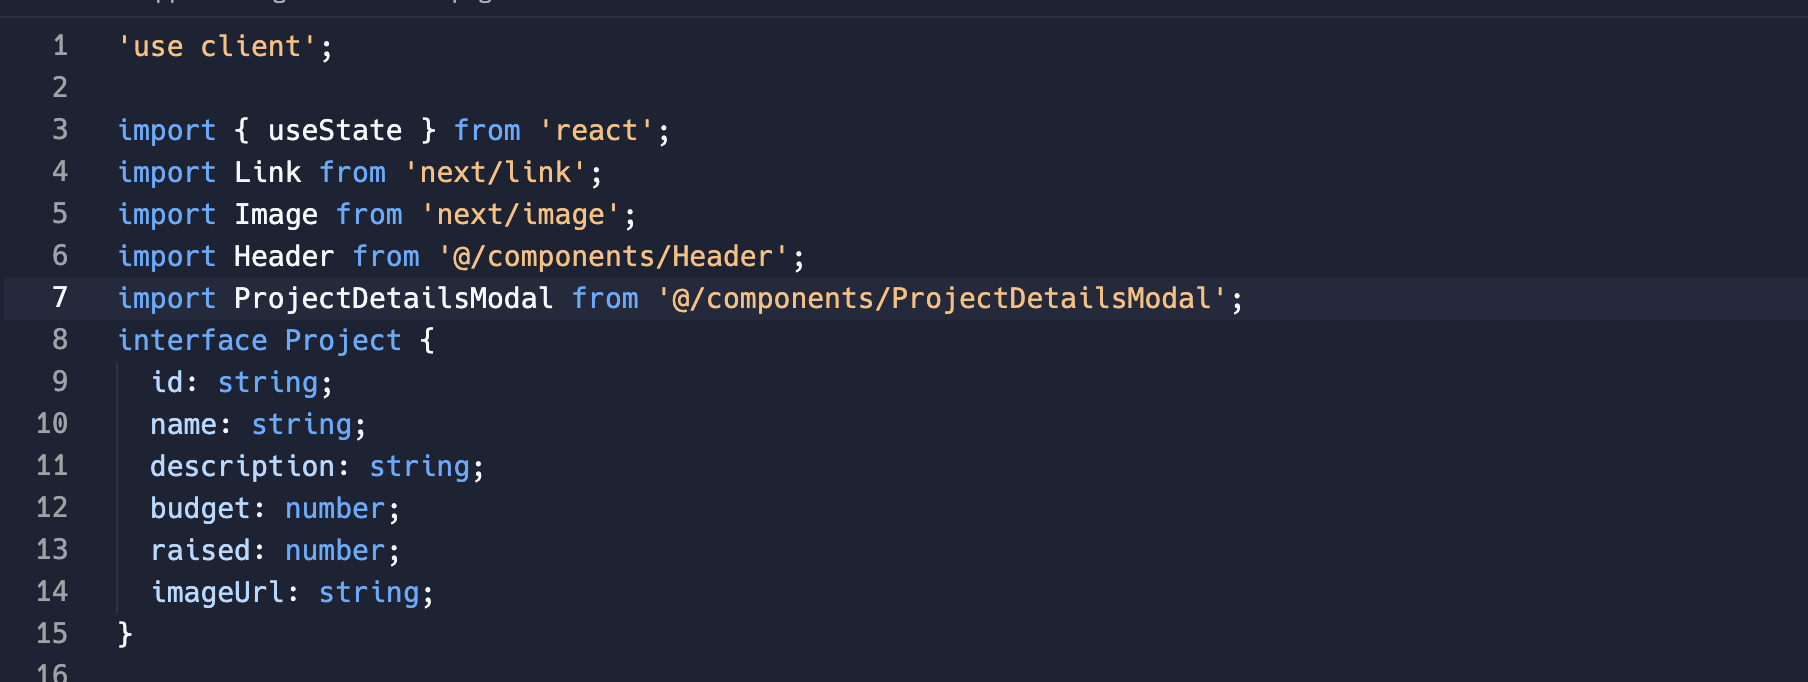 1 'use client';
2
3 import { useState } from 'react';
4 import Link from 'next/link';
5 import Image from 'next/image';
6 import Header from '@/components/Header';
7 import ProjectDetailsModal from '@/components/ProjectDetailsModal';
8 interface Project {
9 id: string;
10 name: string;
11 description: string;
12 budget: number;
13 raised: number;
14 imageUrl: string;
15 }
16